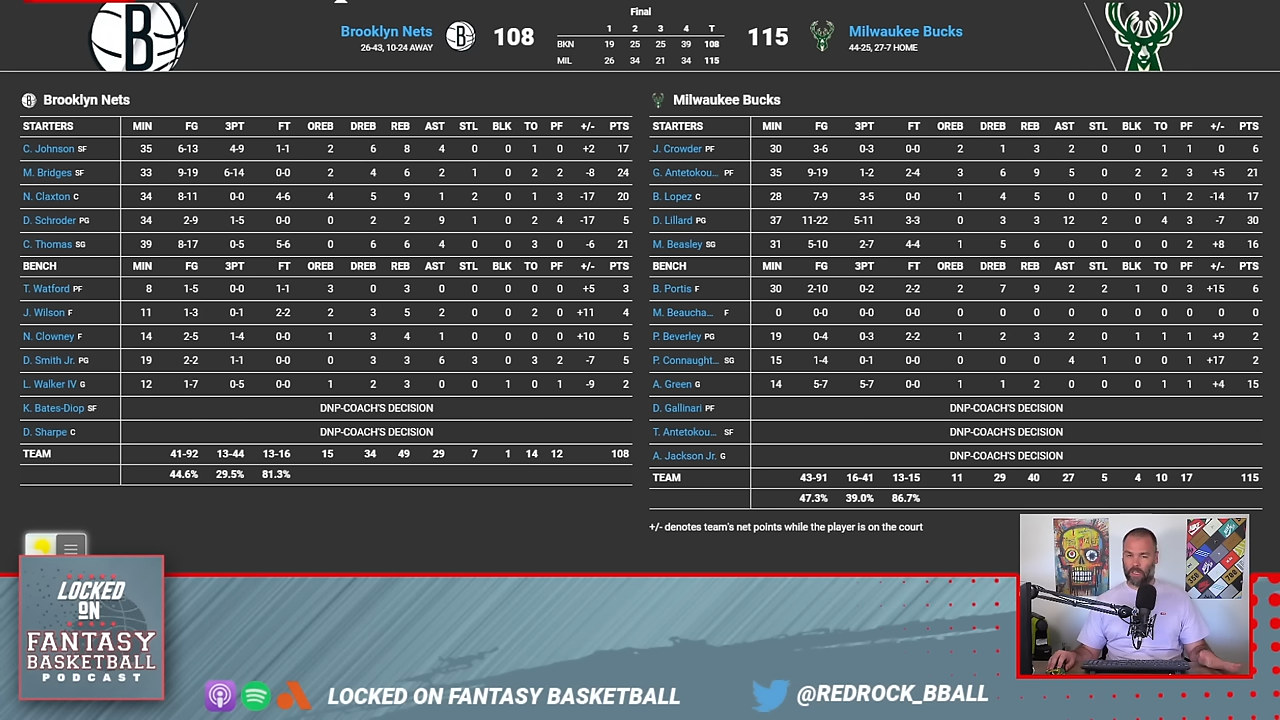 Final
Brooklyn Nets 108 1 2 3 4 T 115 Milwaukee Bucks
26-43, 10-24 AWAY BKN 19 25 25 39 108 44-25, 27-7 HOME
MIL 26 34 21 34 115
Brooklyn Nets
STARTERS MIN FG 3PT FT OREB DREB REB AST STL BLK TO PF +/- PTS
C. Johnson SF 35 6-13 4-9 1-1 2 6 8 4 0 0 1 0 +2 17
M. Bridges SF 33 9-19 6-14 0-0 2 4 6 2 1 0 2 2 -8 24
N. Claxton C 34 8-11 0-0 4-6 4 5 9 1 2 0 1 3 -17 20
D. Schroder PG 34 2-9 1-5 0-0 0 2 2 9 1 0 2 4 -17 5
C. Thomas SG 39 8-17 0-5 5-6 0 6 6 4 0 0 3 0 -6 21
BENCH MIN FG 3PT FT OREB DREB REB AST STL BLK TO PF +/- PTS
T. Watford PF 8 1-5 0-0 1-1 3 0 3 2 0 0 0 0 +5 3
J. Wilson F 11 1-3 0-1 2-2 2 3 5 2 0 0 2 0 +11 4
N. Clowney F 14 2-5 1-4 0-0 1 3 4 1 0 0 0 0 +10 5
D. Smith Jr. PG 19 2-2 1-1 0-0 0 3 3 6 3 0 3 2 -7 5
L. Walker IV G 12 1-7 0-5 0-0 1 2 3 0 0 1 0 1 -9 2
K. Bates-Diop SF DNP-COACH'S DECISION
D. Sharpe C DNP-COACH'S DECISION
TEAM 41-92 13-44 13-16 15 34 49 29 7 1 14 12 108
44.6% 29.5% 81.3%
Milwaukee Bucks
STARTERS MIN FG 3PT FT OREB DREB REB AST STL BLK TO PF +/- PTS
J. Crowder PF 30 3-6 0-3 0-0 2 1 3 2 0 0 1 1 0 6
G. Antetokou... PF 35 9-19 1-2 2-4 3 6 9 5 0 2 2 3 +5 21
B. Lopez C 28 7-9 3-5 0-0 1 4 5 0 0 0 1 2 -14 17
D. Lillard PG 37 11-22 5-11 3-3 0 3 3 12 2 0 4 3 -7 30
M. Beasley SG 31 5-10 2-7 4-4 1 5 6 0 0 0 0 2 +8 16
BENCH MIN FG 3PT FT OREB DREB REB AST STL BLK TO PF +/- PTS
B. Portis F 30 2-10 0-2 2-2 2 7 9 2 2 1 0 3 +15 6
M. Beaucha... F 0 0-0 0-0 0-0 0 0 0 0 0 0 0 0 0 0
P. Beverley PG 19 0-4 0-3 2-2 1 2 3 2 0 1 1 1 +9 2
P. Connaught... SG 15 1-4 0-1 0-0 0 0 0 4 1 0 0 1 +17 2
A. Green G 14 5-7 5-7 0-0 1 1 2 0 0 0 1 1 +4 15
D. Gallinari PF DNP-COACH'S DECISION
T. Antetokou... SF DNP-COACH'S DECISION
A. Jackson Jr. G DNP-COACH'S DECISION
TEAM 43-91 16-41 13-15 11 29 40 27 5 4 10 17 115
47.3% 39.0% 86.7%
+/- denotes team's net points while the player is on the court
LOCKED
ON
FANTASY
BASKETBALL
PODCAST
LOCKED ON FANTASY BASKETBALL
@REDROCK_BBALL